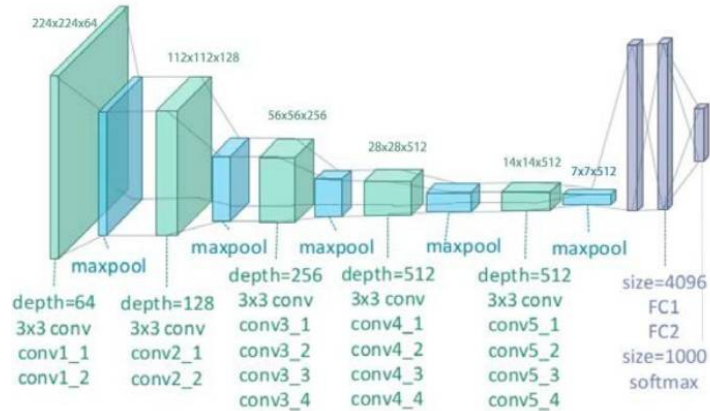 224x224x64
112x112x128
56x56x256
28x28x512
14x14x512
7x7x512
maxpool
maxpool
maxpool
maxpool
maxpool
depth=64
3x3 conv
conv1_1
conv1_2
depth=128
3x3 conv
conv2_1
conv2_2
depth=256
3x3 conv
conv3_1
conv3_2
conv3_3
conv3_4
depth=512
3x3 conv
conv4_1
conv4_2
conv4_3
conv4_4
depth=512
3x3 conv
conv5_1
conv5_2
conv5_3
conv5_4
size=4096
FC1
FC2
size=1000
softmax